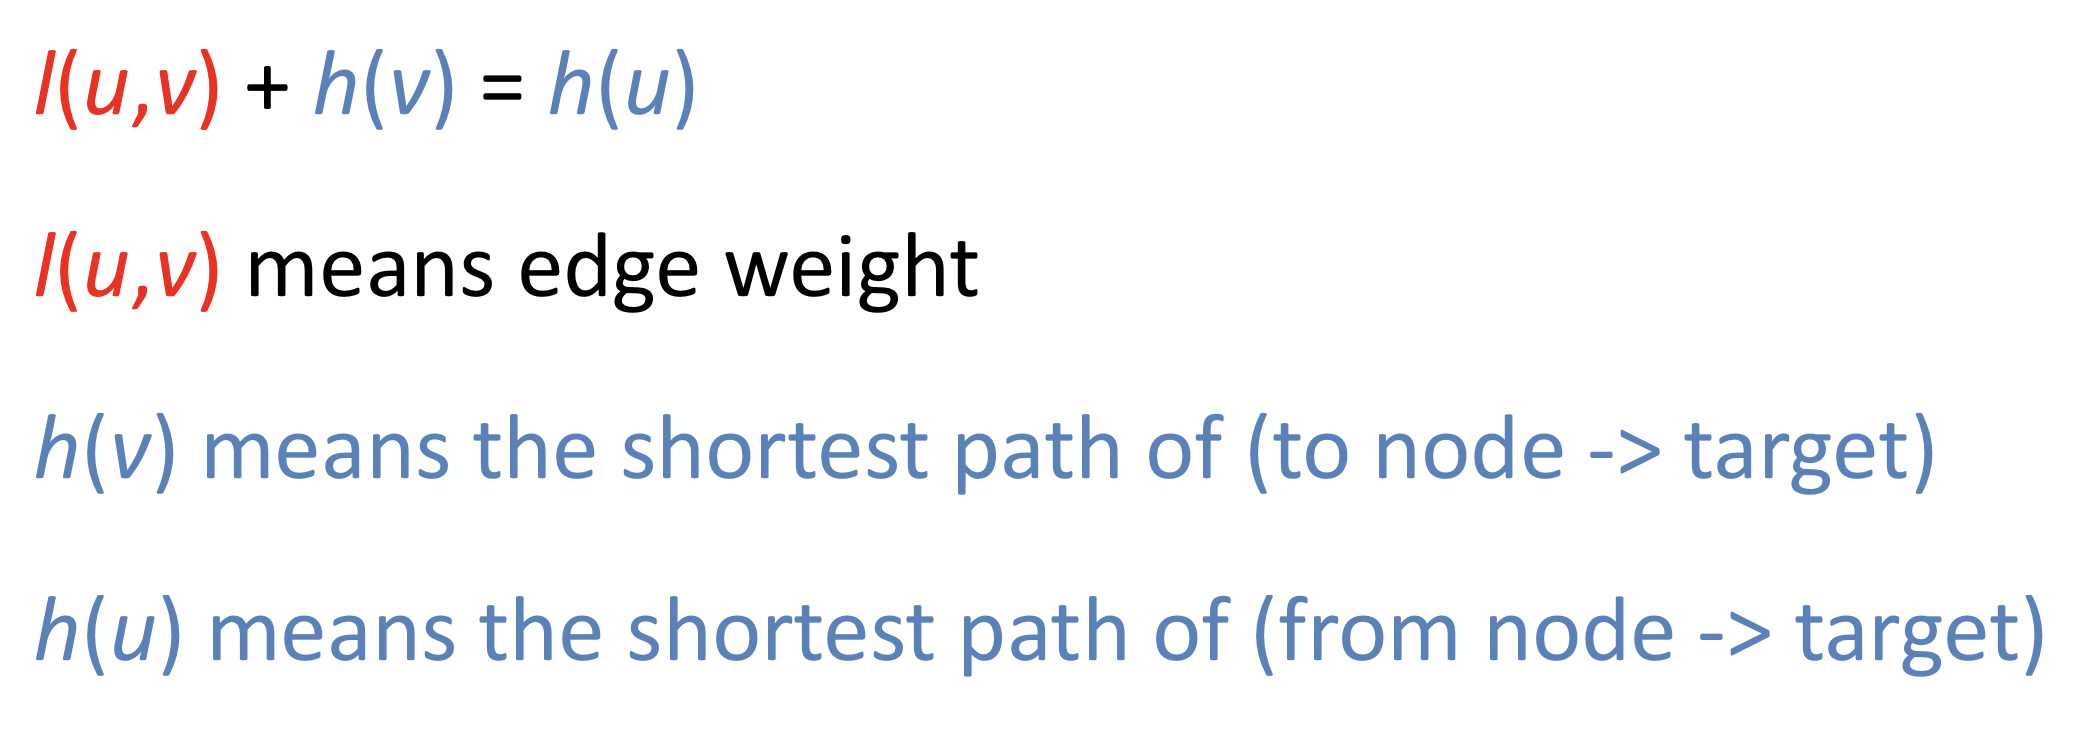 l(u,v) + h(v) = h(u)
l(u,v) means edge weight
h(v) means the shortest path of (to node -> target)
h(u) means the shortest path of (from node -> target)